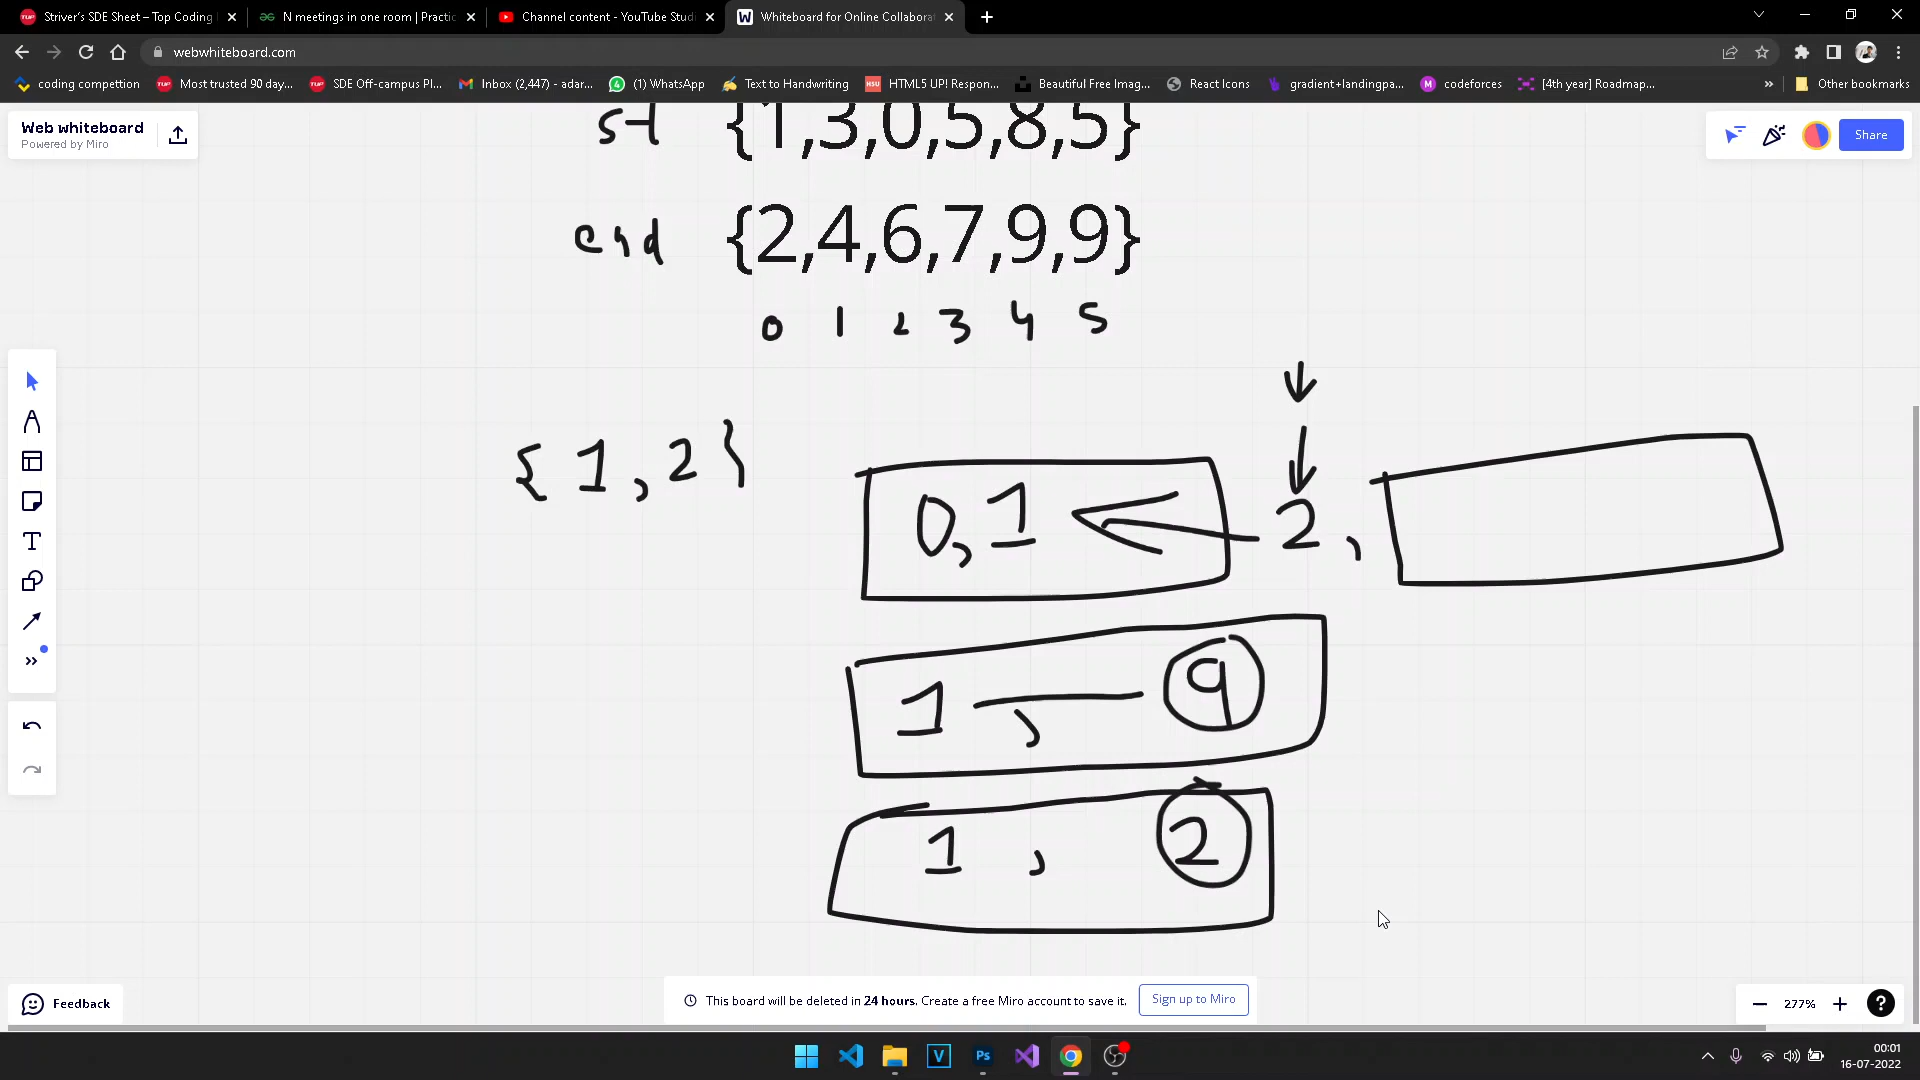 Striver's SDE Sheet – Top Coding
N meetings in one room | Practic
Channel content - YouTube Studi
Whiteboard for Online Collaborat
webwhiteboard.com
coding compettion
Most trusted 90 day...
SDE Off-campus Pl...
Inbox (2,447) - adar...
(1) WhatsApp
Text to Handwriting
HTML5 UP! Respon...
Beautiful Free Imag...
React Icons
gradient+landingpa...
codeforces
[4th year] Roadmap...
Other bookmarks
Web whiteboard
Powered by Miro
Share
st {1,3,0,5,8,5}
end {2,4,6,7,9,9}
0 1 2 3 4 5
{ 1, 2 }
0, 1 2,
1, 9
1, 2
Feedback
This board will be deleted in 24 hours. Create a free Miro account to save it.
Sign up to Miro
277%
00:01
16-07-2022